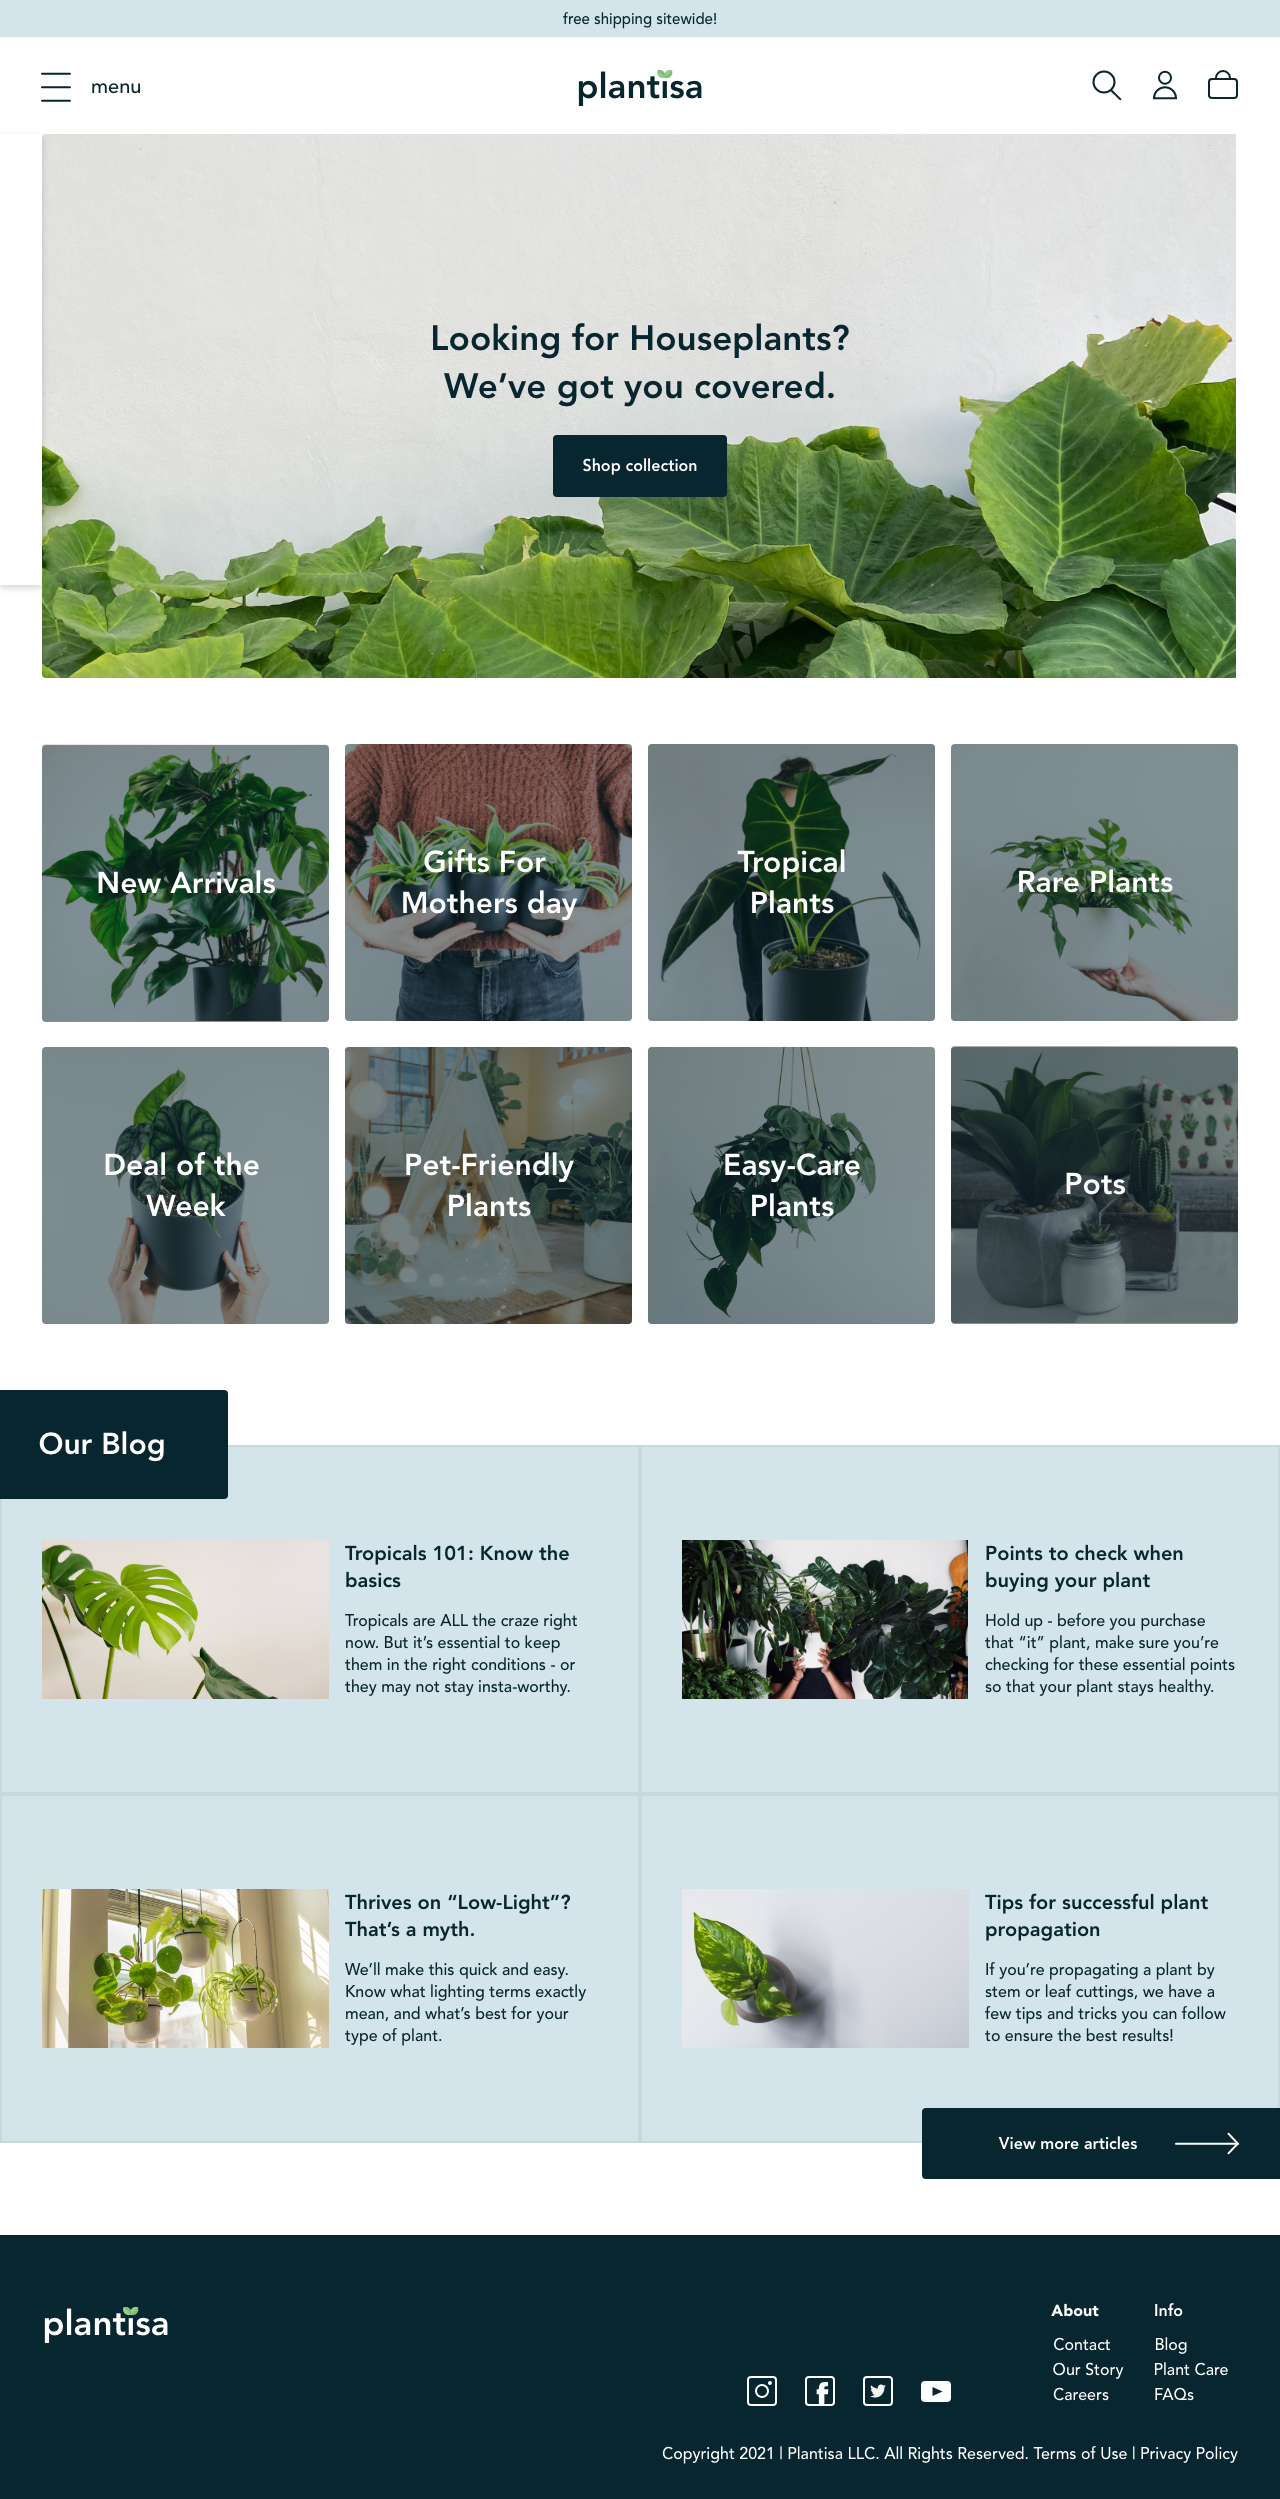 free shipping sitewide!
menu
plantisa
Looking for Houseplants?
We’ve got you covered.
Shop collection
New Arrivals
Gifts For
Mothers day
Tropical
Plants
Rare Plants
Deal of the
Week
Pet-Friendly
Plants
Easy-Care
Plants
Pots
Our Blog
Tropicals 101: Know the
basics
Tropicals are ALL the craze right
now. But it’s essential to keep
them in the right conditions - or
they may not stay insta-worthy.
Points to check when
buying your plant
Hold up - before you purchase
that “it” plant, make sure you’re
checking for these essential points
so that your plant stays healthy.
Thrives on “Low-Light”?
That’s a myth.
We’ll make this quick and easy.
Know what lighting terms exactly
mean, and what’s best for your
type of plant.
Tips for successful plant
propagation
If you’re propagating a plant by
stem or leaf cuttings, we have a
few tips and tricks you can follow
to ensure the best results!
View more articles
plantisa
About
Contact
Our Story
Careers
Info
Blog
Plant Care
FAQs
Copyright 2021 | Plantisa LLC. All Rights Reserved. Terms of Use | Privacy Policy